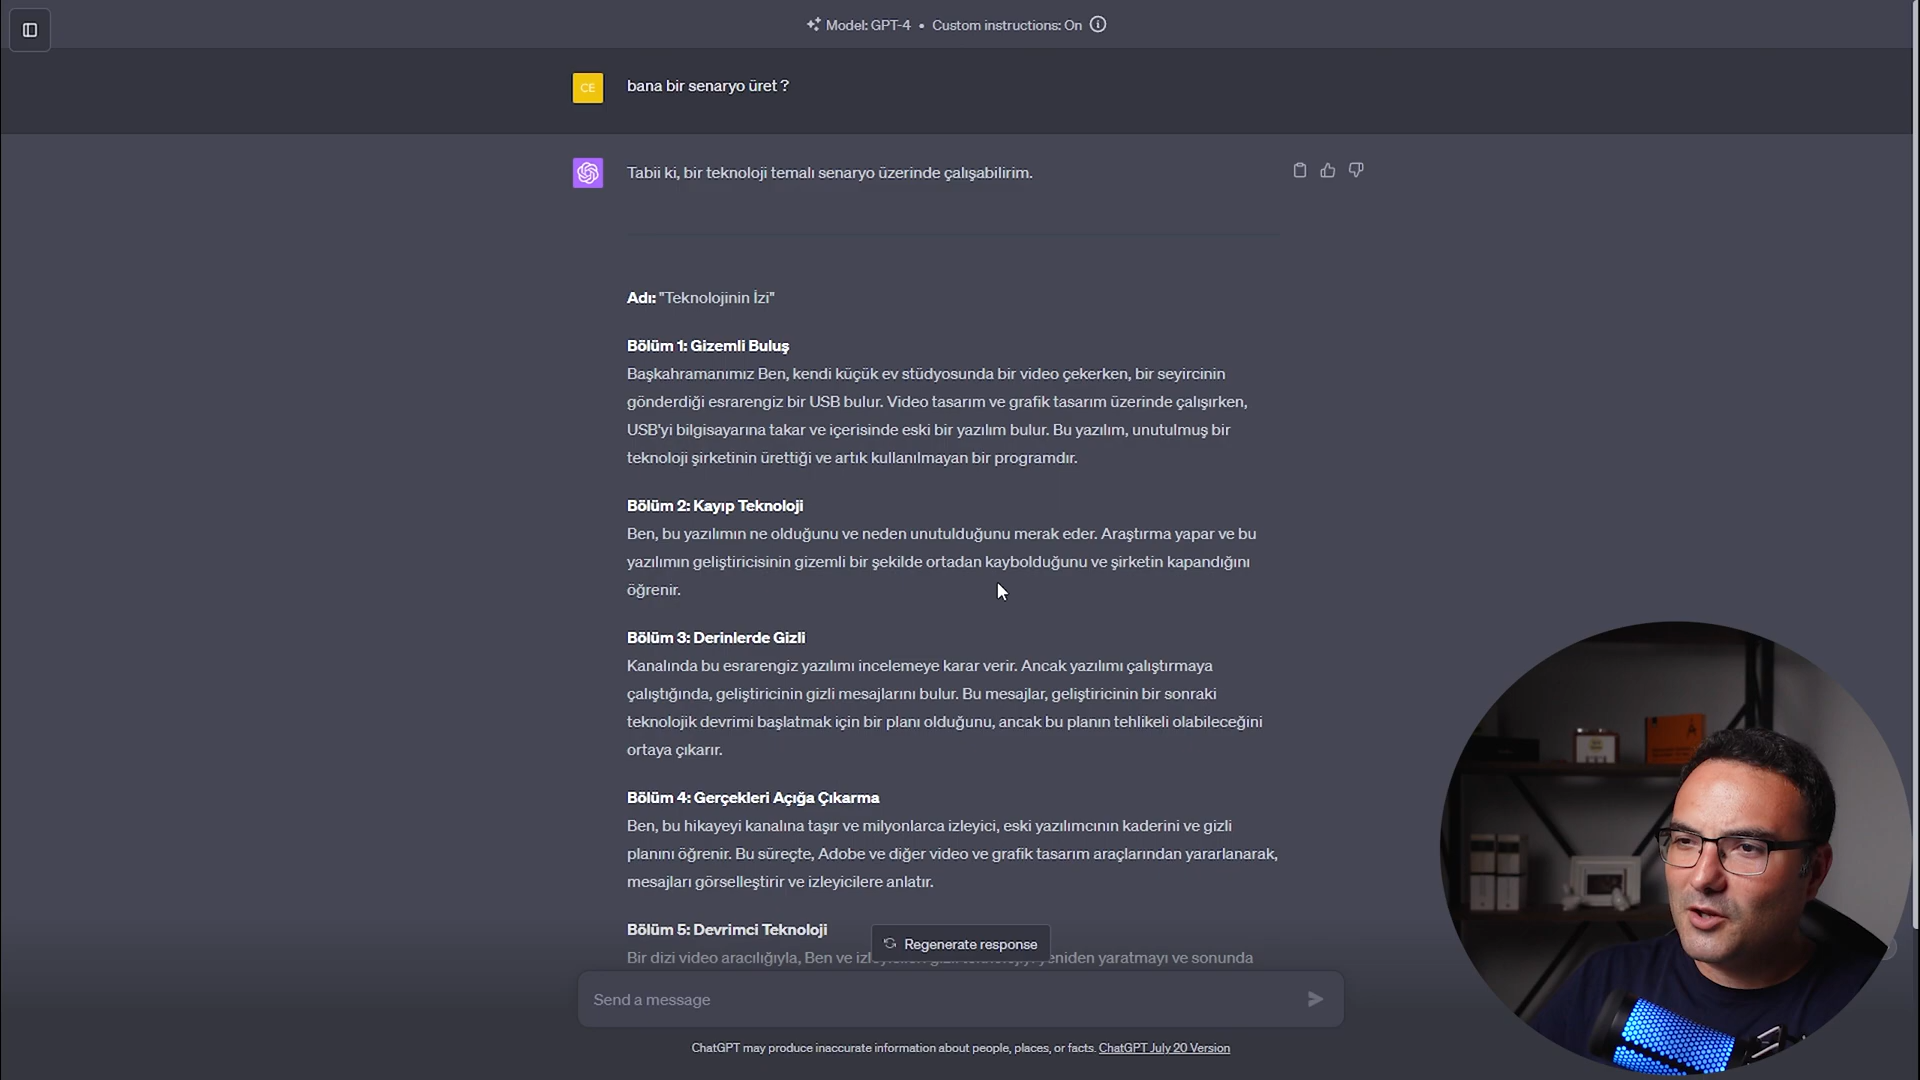 Model: GPT-4 • Custom instructions: On
CE
bana bir senaryo üret ?
Tabii ki, bir teknoloji temalı senaryo üzerinde çalışabilirim.
Adı: "Teknolojinin İzi"
Bölüm 1: Gizemli Buluş
Başkahramanımız Ben, kendi küçük ev stüdyosunda bir video çekerken, bir seyircinin
gönderdiği esrarengiz bir USB bulur. Video tasarım ve grafik tasarım üzerinde çalışırken,
USB'yi bilgisayarına takar ve içerisinde eski bir yazılım bulur. Bu yazılım, unutulmuş bir
teknoloji şirketinin ürettiği ve artık kullanılmayan bir programdır.
Bölüm 2: Kayıp Teknoloji
Ben, bu yazılımın ne olduğunu ve neden unutulduğunu merak eder. Araştırma yapar ve bu
yazılımın geliştiricisinin gizemli bir şekilde ortadan kaybolduğunu ve şirketin kapandığını
öğrenir.
Bölüm 3: Derinlerde Gizli
Kanalında bu esrarengiz yazılımı incelemeye karar verir. Ancak yazılımı çalıştırmaya
çalıştığında, geliştiricinin gizli mesajlarını bulur. Bu mesajlar, geliştiricinin bir sonraki
teknolojik devrimi başlatmak için bir planı olduğunu, ancak bu planın tehlikeli olabileceğini
ortaya çıkarır.
Bölüm 4: Gerçekleri Açığa Çıkarma
Ben, bu hikayeyi kanalına taşır ve milyonlarca izleyici, eski yazılımcının kaderini ve gizli
planını öğrenir. Bu süreçte, Adobe ve diğer video ve grafik tasarım araçlarından yararlanarak,
mesajları görselleştirir ve izleyicilere anlatır.
Bölüm 5: Devrimci Teknoloji
Regenerate response
Bir dizi video aracılığıyla, Ben ve yeniden yaratmayı ve sonunda
Send a message
ChatGPT may produce inaccurate information about people, places, or facts. ChatGPT July 20 Version